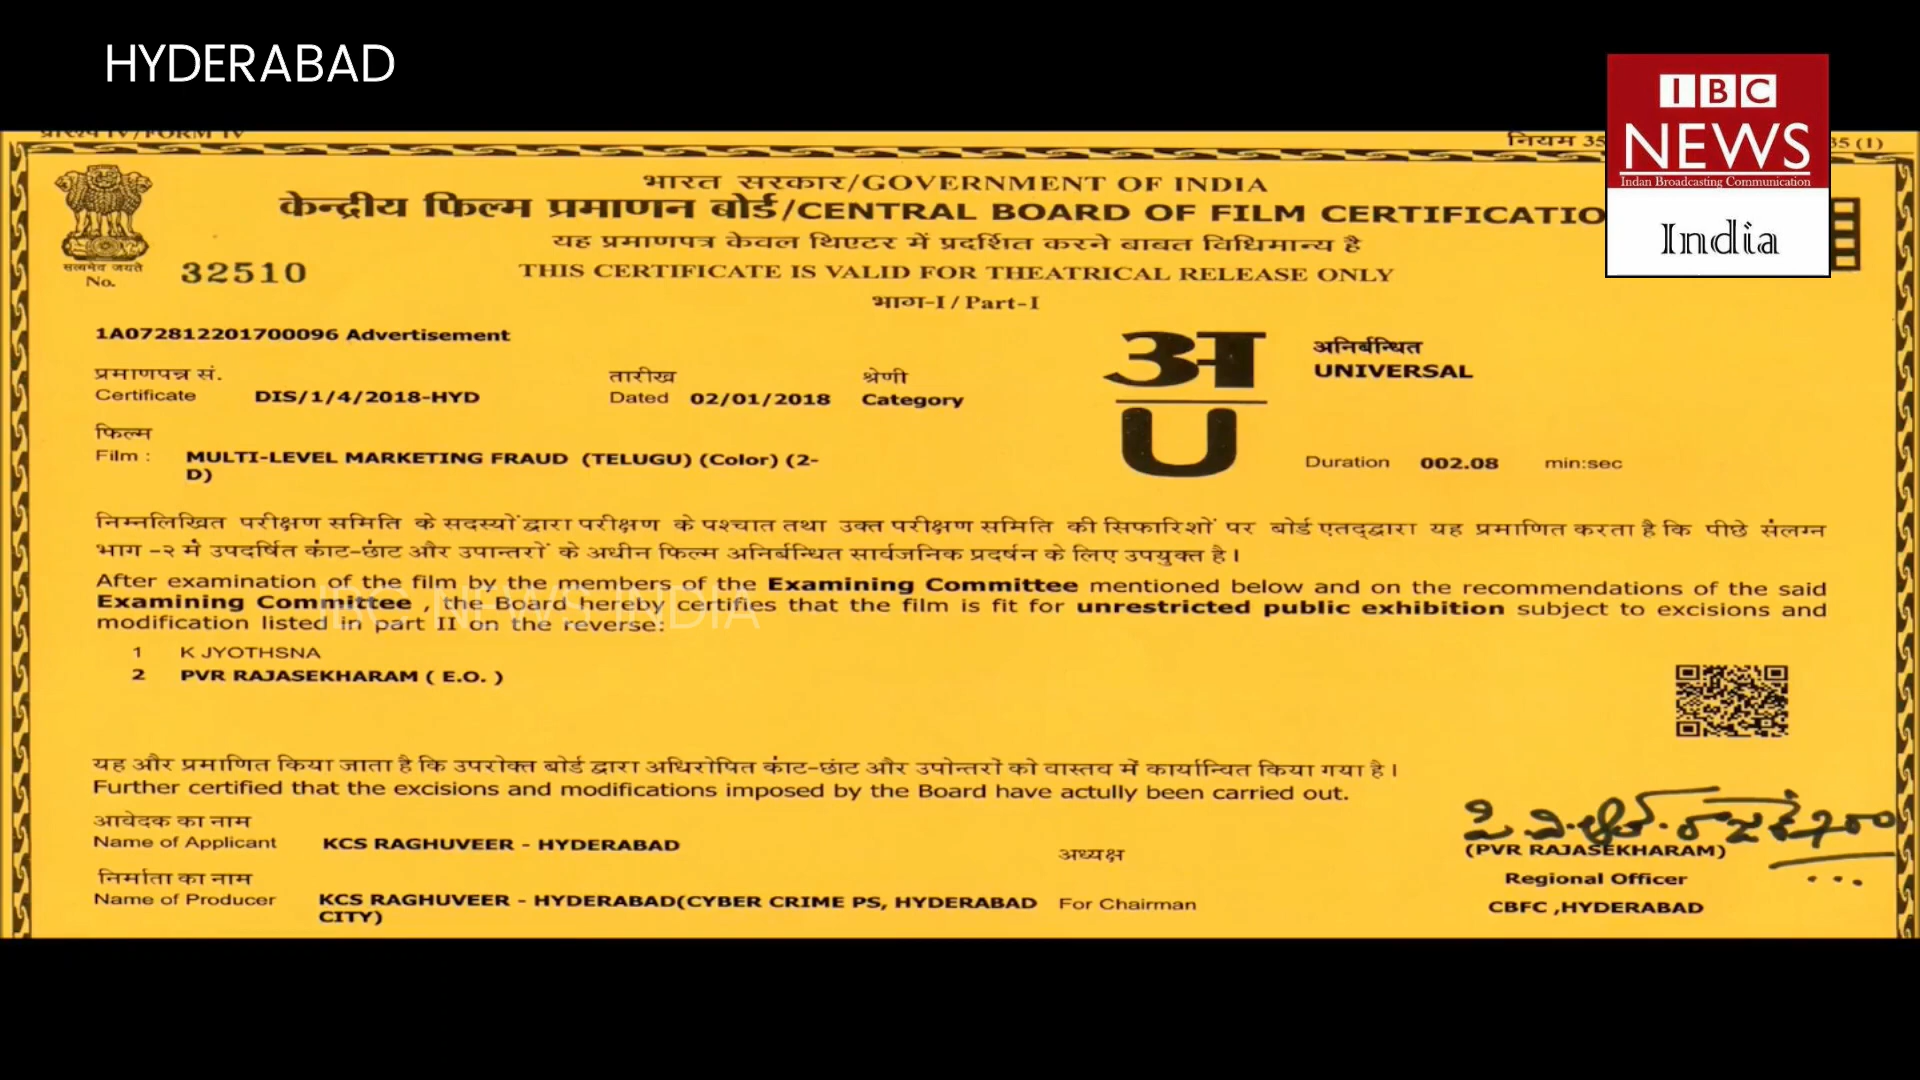 HYDERABAD
IBC
NEWS
Indan Broadcasting Communication
India
प्रारूप IV/FORM IV
नियम 35
35 (1)
भारत सरकार/GOVERNMENT OF INDIA
केन्द्रीय फिल्म प्रमाणन बोर्ड/CENTRAL BOARD OF FILM CERTIFICATIO
यह प्रमाणपत्र केवल थिएटर में प्रदर्शित करने बाबत विधिमान्य है
सत्यमेव जयते
No. 32510
THIS CERTIFICATE IS VALID FOR THEATRICAL RELEASE ONLY
भाग-I / Part-I
1A072812201700096 Advertisement
अ
U
अनिर्बन्धित
UNIVERSAL
प्रमाणपत्र सं. तारीख श्रेणी
Certificate DIS/1/4/2018-HYD Dated 02/01/2018 Category
फिल्म
Film : MULTI-LEVEL MARKETING FRAUD (TELUGU) (Color) (2-
D)
Duration 002.08 min:sec
निम्नलिखित परीक्षण समिति के सदस्यों द्वारा परीक्षण के पश्चात तथा उक्त परीक्षण समिति की सिफारिशों पर बोर्ड एतद्द्वारा यह प्रमाणित करता है कि पीछे संलग्न
भाग -२ में उपदर्षित काट-छांट और उपान्तरों के अधीन फिल्म अनिर्बन्धित सार्वजनिक प्रदर्षन के लिए उपयुक्त है।
After examination of the film by the members of the Examining Committee mentioned below and on the recommendations of the said
Examining Committee , the Board hereby certifies that the film is fit for unrestricted public exhibition subject to excisions and
modification listed in part II on the reverse:
IBC NEWS INDIA
1 K JYOTHSNA
2 PVR RAJASEKHARAM ( E.O. )
यह और प्रमाणित किया जाता है कि उपरोक्त बोर्ड द्वारा अधिरोपित काट-छांट और उपोन्तरों को वास्तव में कार्यान्वित किया गया है।
Further certified that the excisions and modifications imposed by the Board have actully been carried out.
आवेदक का नाम
Name of Applicant KCS RAGHUVEER - HYDERABAD
अध्यक्ष
(PVR RAJASEKHARAM)
निर्माता का नाम
Regional Officer
Name of Producer KCS RAGHUVEER - HYDERABAD(CYBER CRIME PS, HYDERABAD
CITY)
For Chairman
CBFC ,HYDERABAD